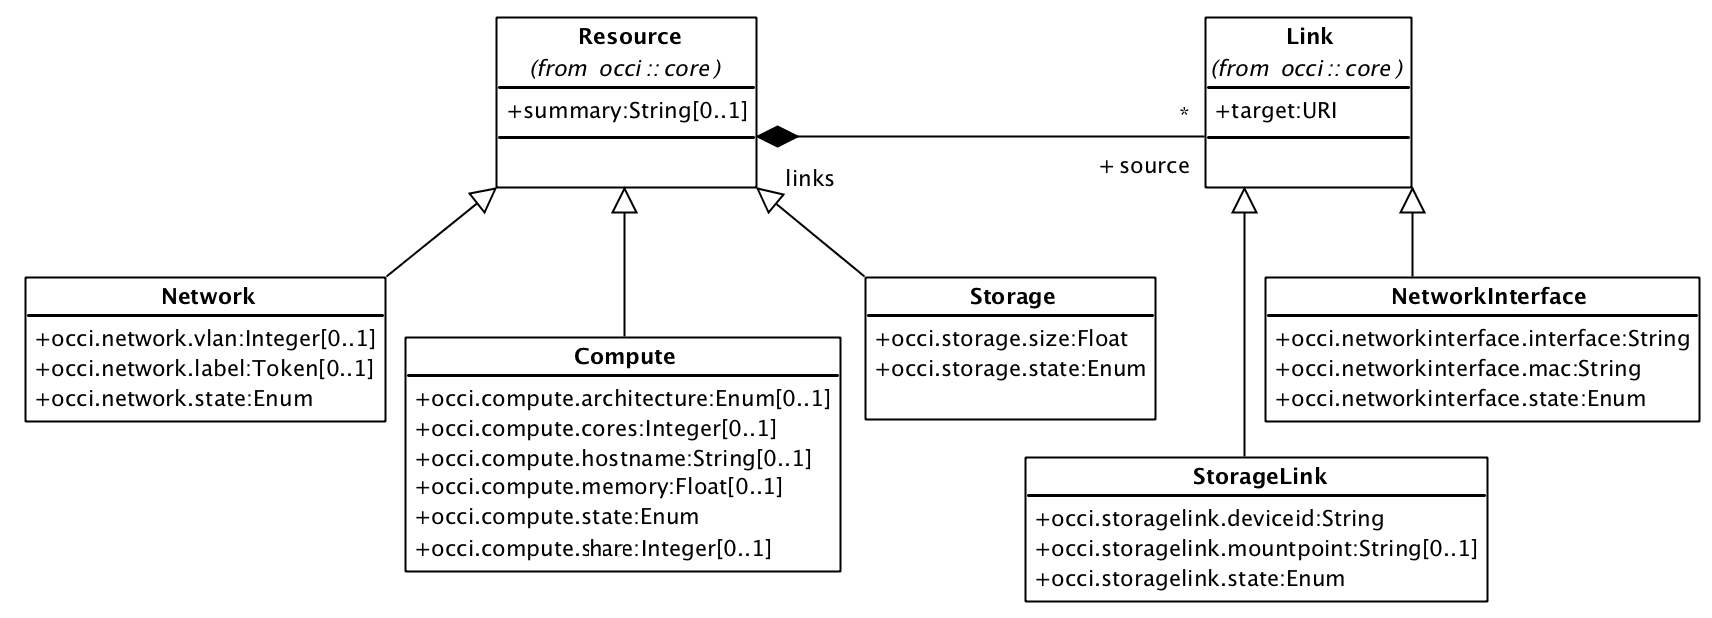 Resource
(from occi::core)
+summary:String[0..1]
Link
(from occi::core)
+target:URI
*
+ source
links
Network
+occi.network.vlan:Integer[0..1]
+occi.network.label:Token[0..1]
+occi.network.state:Enum
Compute
+occi.compute.architecture:Enum[0..1]
+occi.compute.cores:Integer[0..1]
+occi.compute.hostname:String[0..1]
+occi.compute.memory:Float[0..1]
+occi.compute.state:Enum
+occi.compute.share:Integer[0..1]
Storage
+occi.storage.size:Float
+occi.storage.state:Enum
NetworkInterface
+occi.networkinterface.interface:String
+occi.networkinterface.mac:String
+occi.networkinterface.state:Enum
StorageLink
+occi.storagelink.deviceid:String
+occi.storagelink.mountpoint:String[0..1]
+occi.storagelink.state:Enum